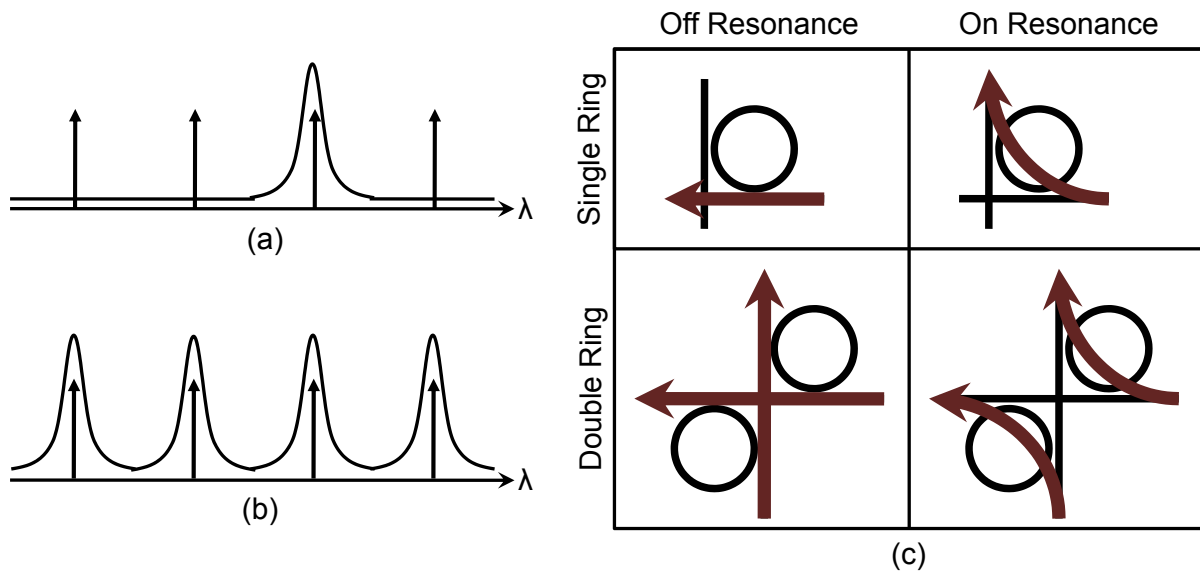 λ
(a)
λ
(b)
Off Resonance
On Resonance
Single Ring
Double Ring
(c)